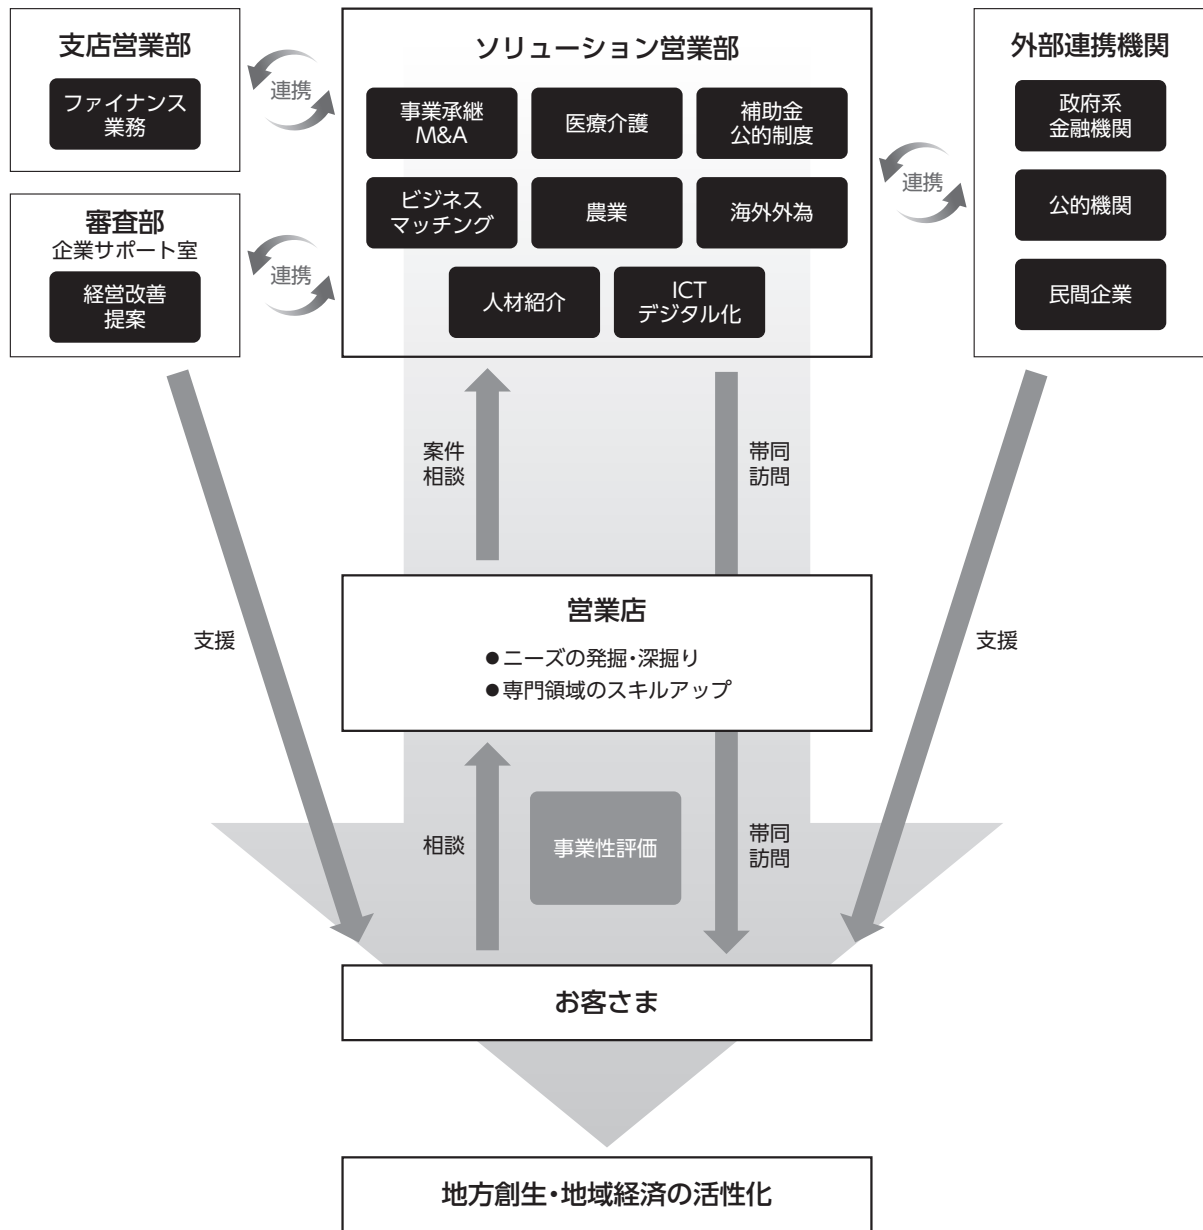 支店営業部
ファイナンス
業務
連携
審査部
企業サポート室
経営改善
提案
連携
ソリューション営業部
事業承継
M&A
医療介護
補助金
公的制度
ビジネス
マッチング
農業
海外外為
人材紹介
ICT
デジタル化
連携
外部連携機関
政府系
金融機関
公的機関
民間企業
案件
相談
帯同
訪問
営業店
●ニーズの発掘・深掘り
●専門領域のスキルアップ
支援
支援
相談
事業性評価
帯同
訪問
お客さま
地方創生・地域経済の活性化